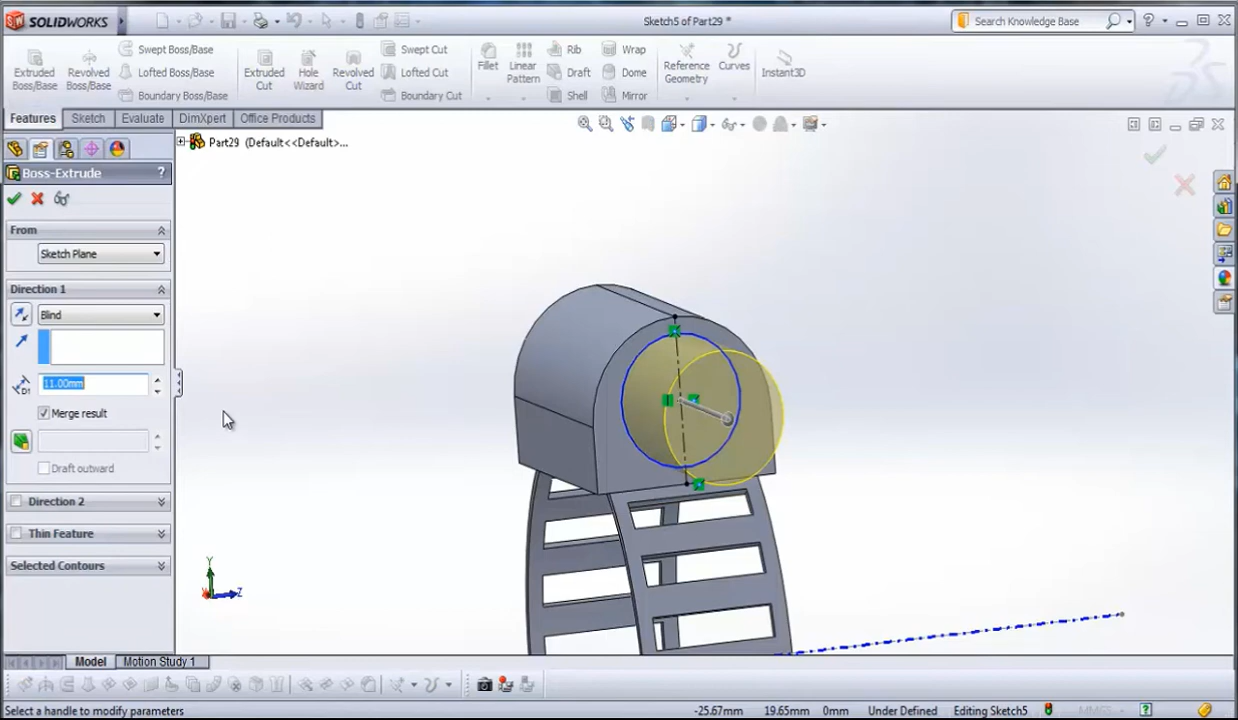 SOLIDWORKS
Sketch5 of Part29 *
Search Knowledge Base
Extruded Boss/Base
Revolved Boss/Base
Swept Boss/Base
Lofted Boss/Base
Boundary Boss/Base
Extruded Cut
Hole Wizard
Revolved Cut
Swept Cut
Lofted Cut
Boundary Cut
Fillet
Linear Pattern
Rib
Draft
Shell
Wrap
Dome
Mirror
Reference Geometry
Curves
Instant3D
Features
Sketch
Evaluate
DimXpert
Office Products
Part29 (Default<<Default>...
Boss-Extrude
?
From
Sketch Plane
Direction 1
Blind
D1
11.00mm
Merge result
Draft outward
Direction 2
Thin Feature
Selected Contours
Y
Z
Model
Motion Study 1
Select a handle to modify parameters
-25.67mm
19.65mm
0mm
Under Defined
Editing Sketch5
MMGS
?